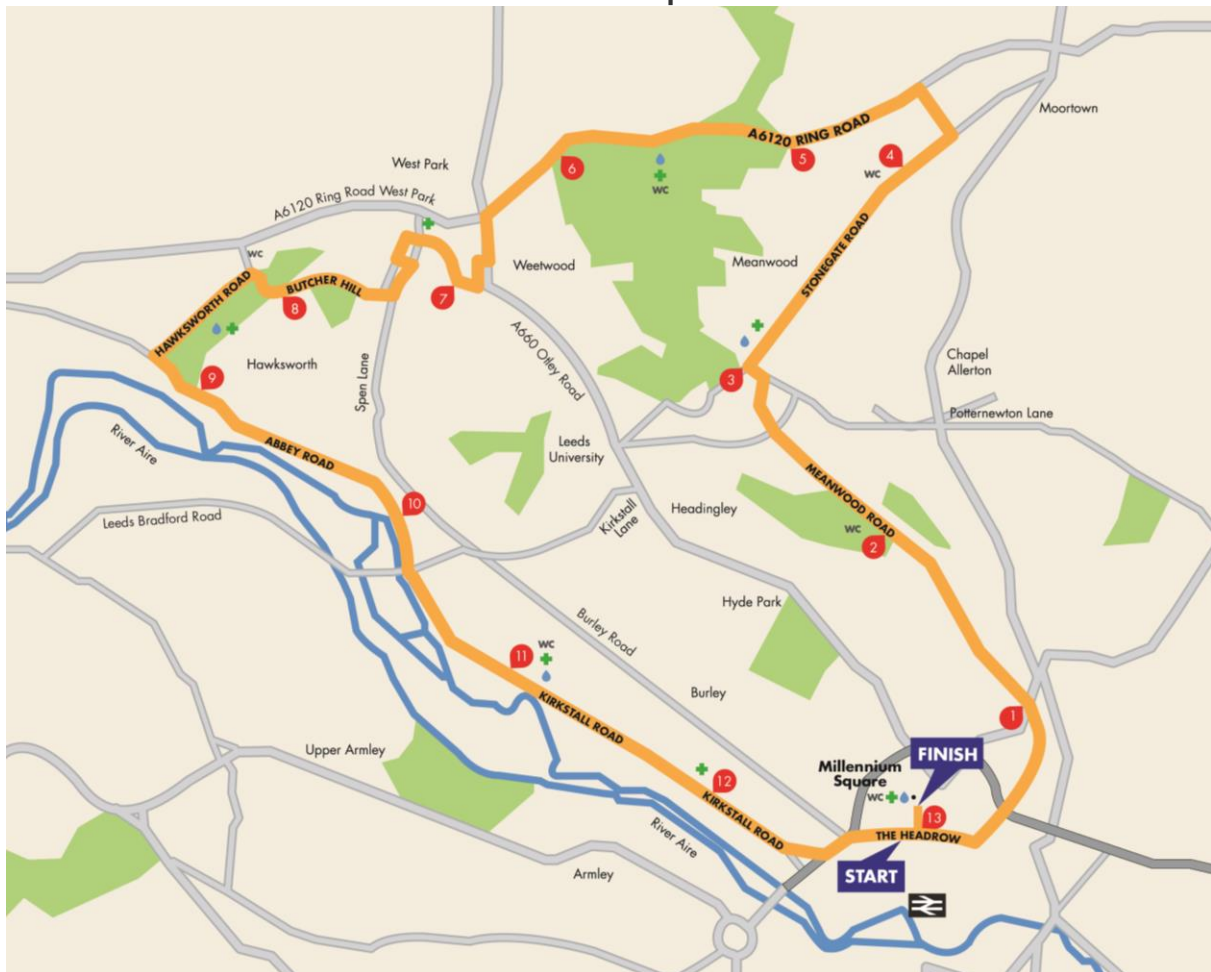 Moortown
A6120 RING ROAD
5
4
WC
6
WC
West Park
A6120 Ring Road West Park
WC
Weetwood
Meanwood
STONEGATE ROAD
HAWKSWORTH ROAD
BUTCHER HILL
8
7
Hawksworth
9
Spen Lane
A660 Otley Road
3
Chapel
Allerton
Potternewton Lane
River Aire
ABBEY ROAD
Leeds
University
MEANWOOD ROAD
10
Headingley
Kirkstall
Lane
Leeds Bradford Road
WC
2
Hyde Park
Burley Road
11
WC
KIRKSTALL ROAD
Burley
1
Upper Armley
12
KIRKSTALL ROAD
Millennium
Square
FINISH
WC
13
THE HEADROW
START
River Aire
Armley